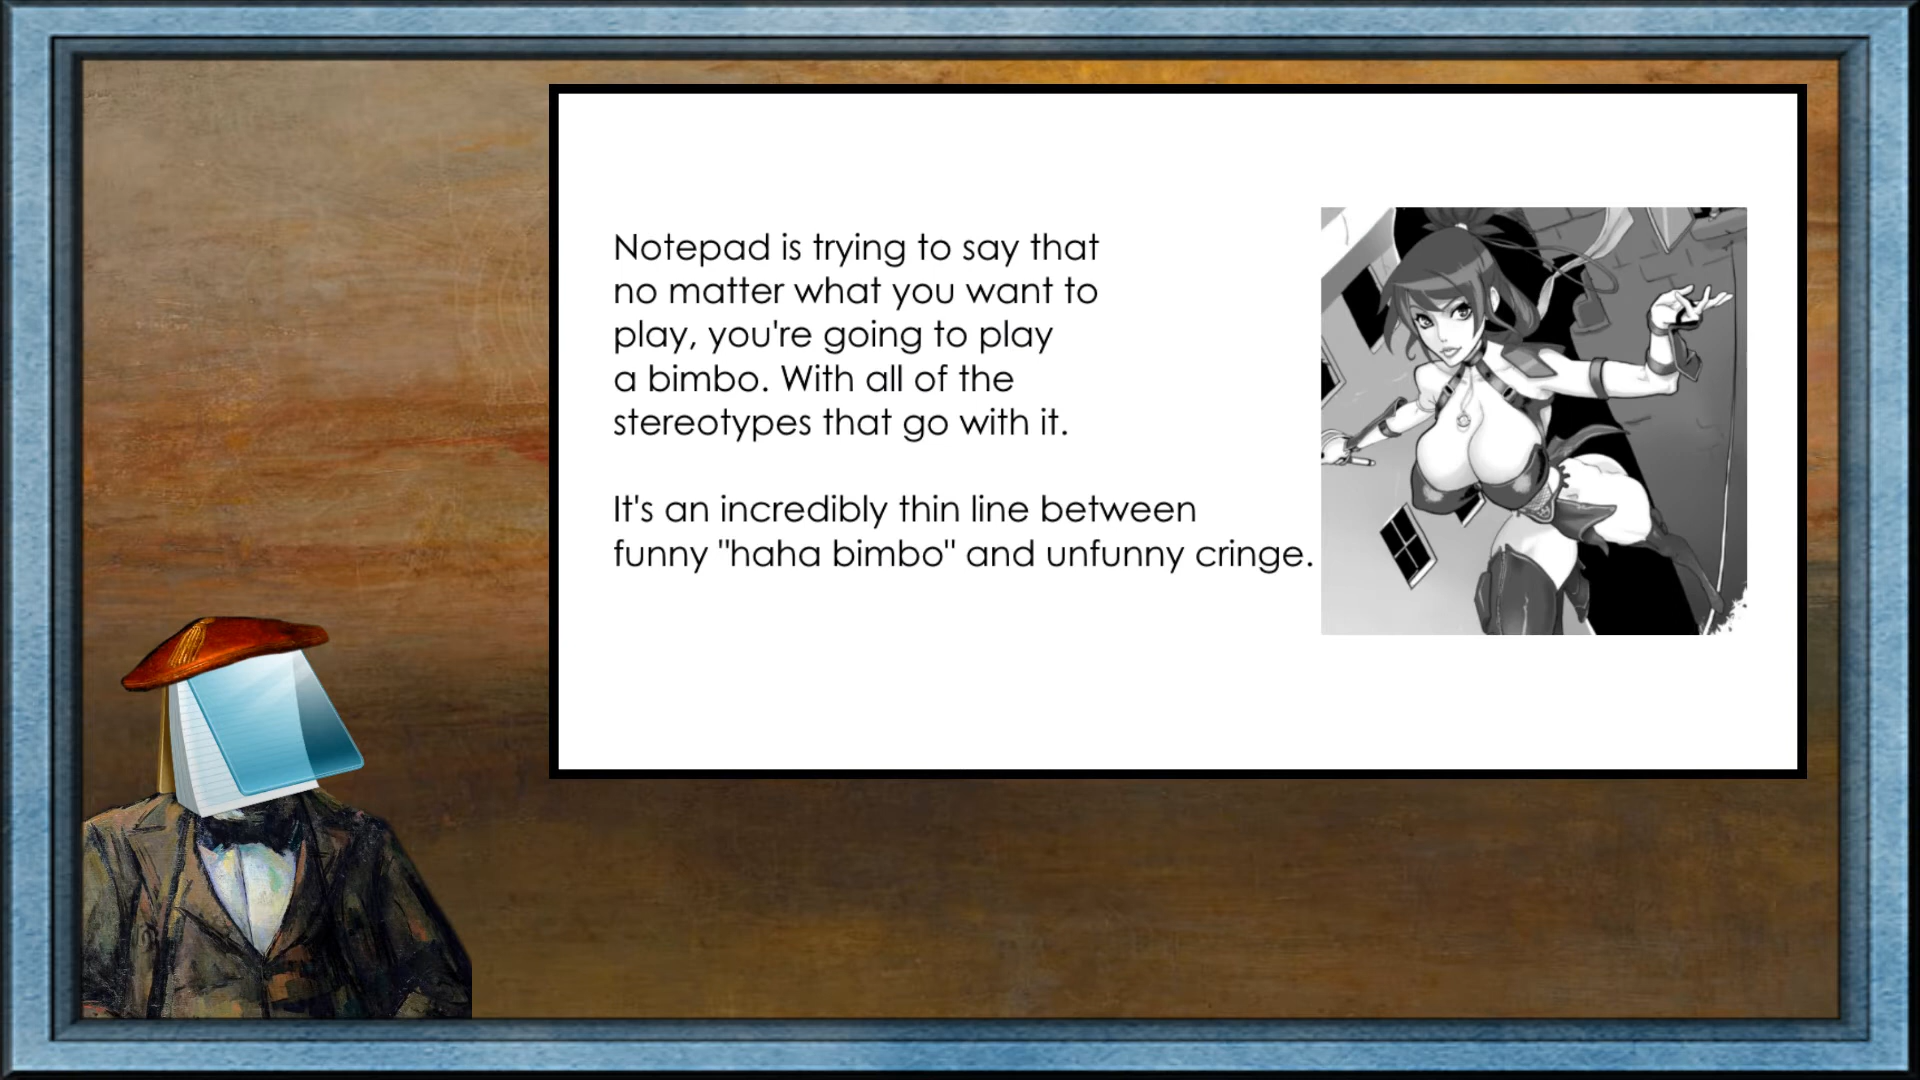 Notepad is trying to say that
no matter what you want to
play, you're going to play
a bimbo. With all of the
stereotypes that go with it.
It's an incredibly thin line between
funny "haha bimbo" and unfunny cringe.